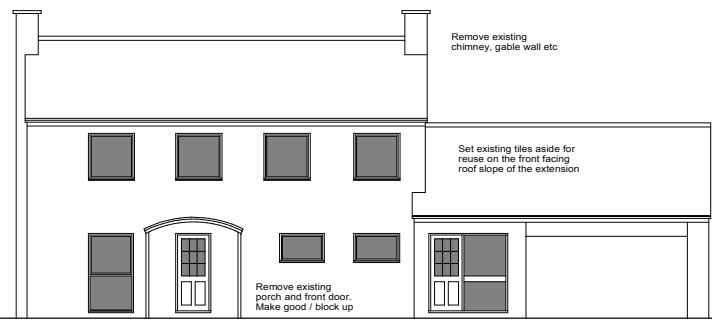 Remove existing
chimney, gable wall etc
Set existing tiles aside for
reuse on the front facing
roof slope of the extension
Remove existing
porch and front door.
Make good / block up